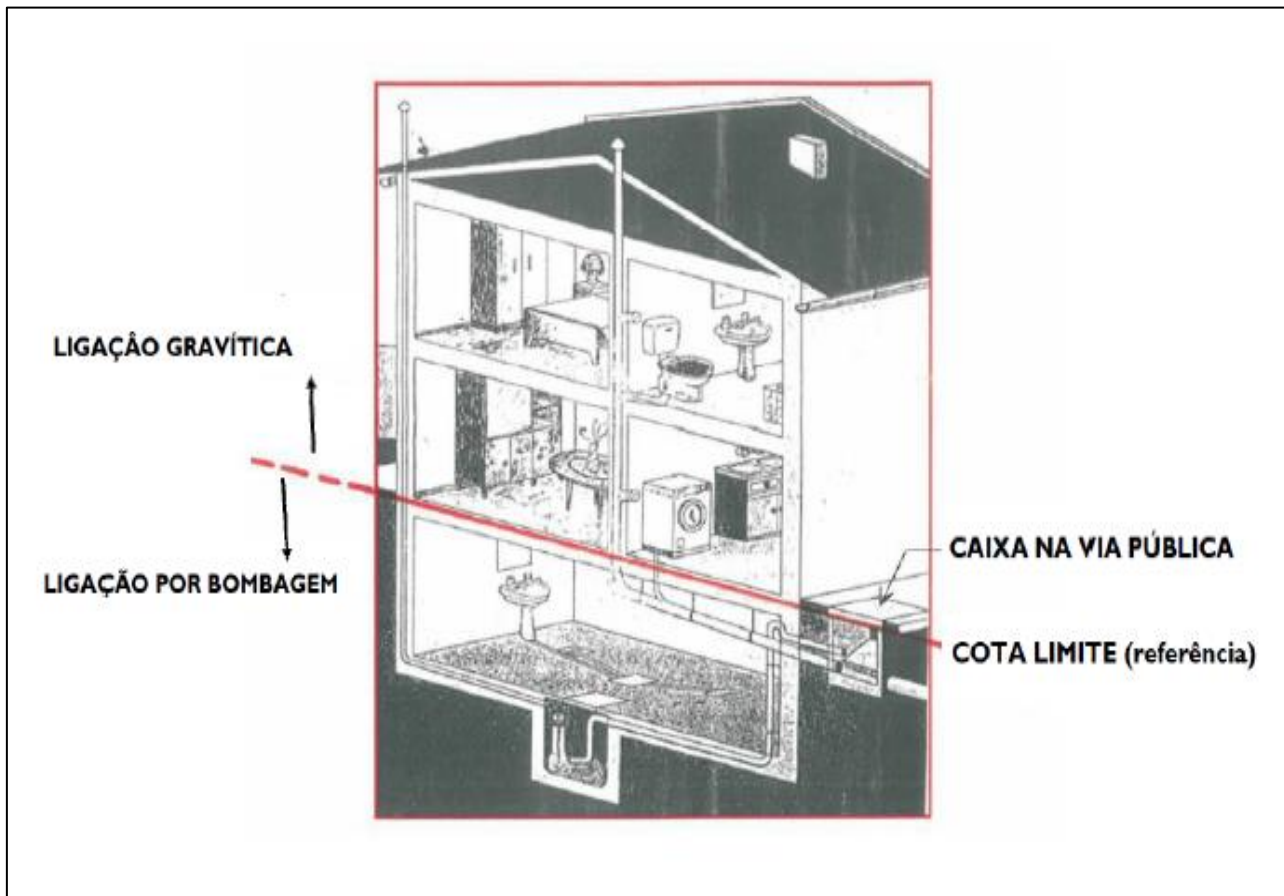 LIGAÇÂO GRAVÍTICA
LIGAÇÃO POR BOMBAGEM
CAIXA NA VIA PÚBLICA
COTA LIMITE (referência)